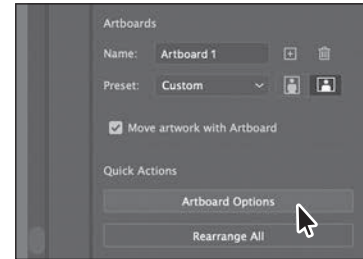 Artboards
Name: Artboard 1
Preset: Custom
Move artwork with Artboard
Quick Actions
Artboard Options
Rearrange All